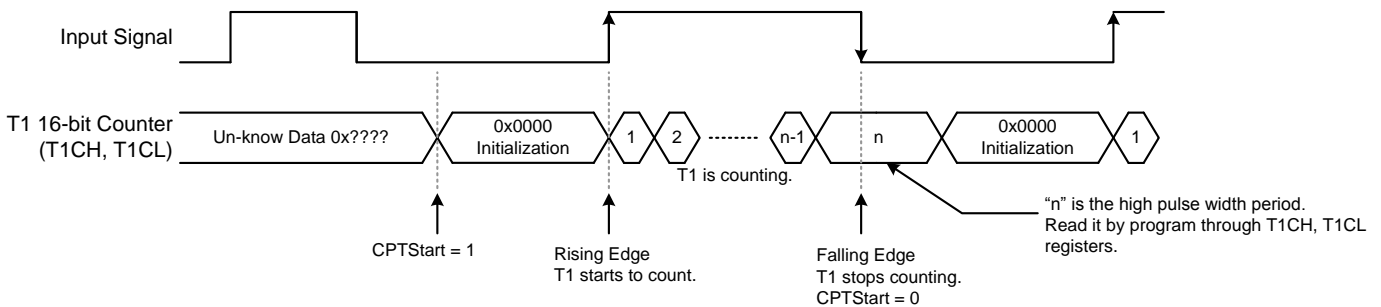 Input Signal
T1 16-bit Counter
(T1CH, T1CL)
Un-know Data 0x????
0x0000
Initialization
1
2
n-1
n
0x0000
Initialization
1
T1 is counting.
“n” is the high pulse width period.
Read it by program through T1CH, T1CL
registers.
CPTStart = 1
Rising Edge
T1 starts to count.
Falling Edge
T1 stops counting.
CPTStart = 0